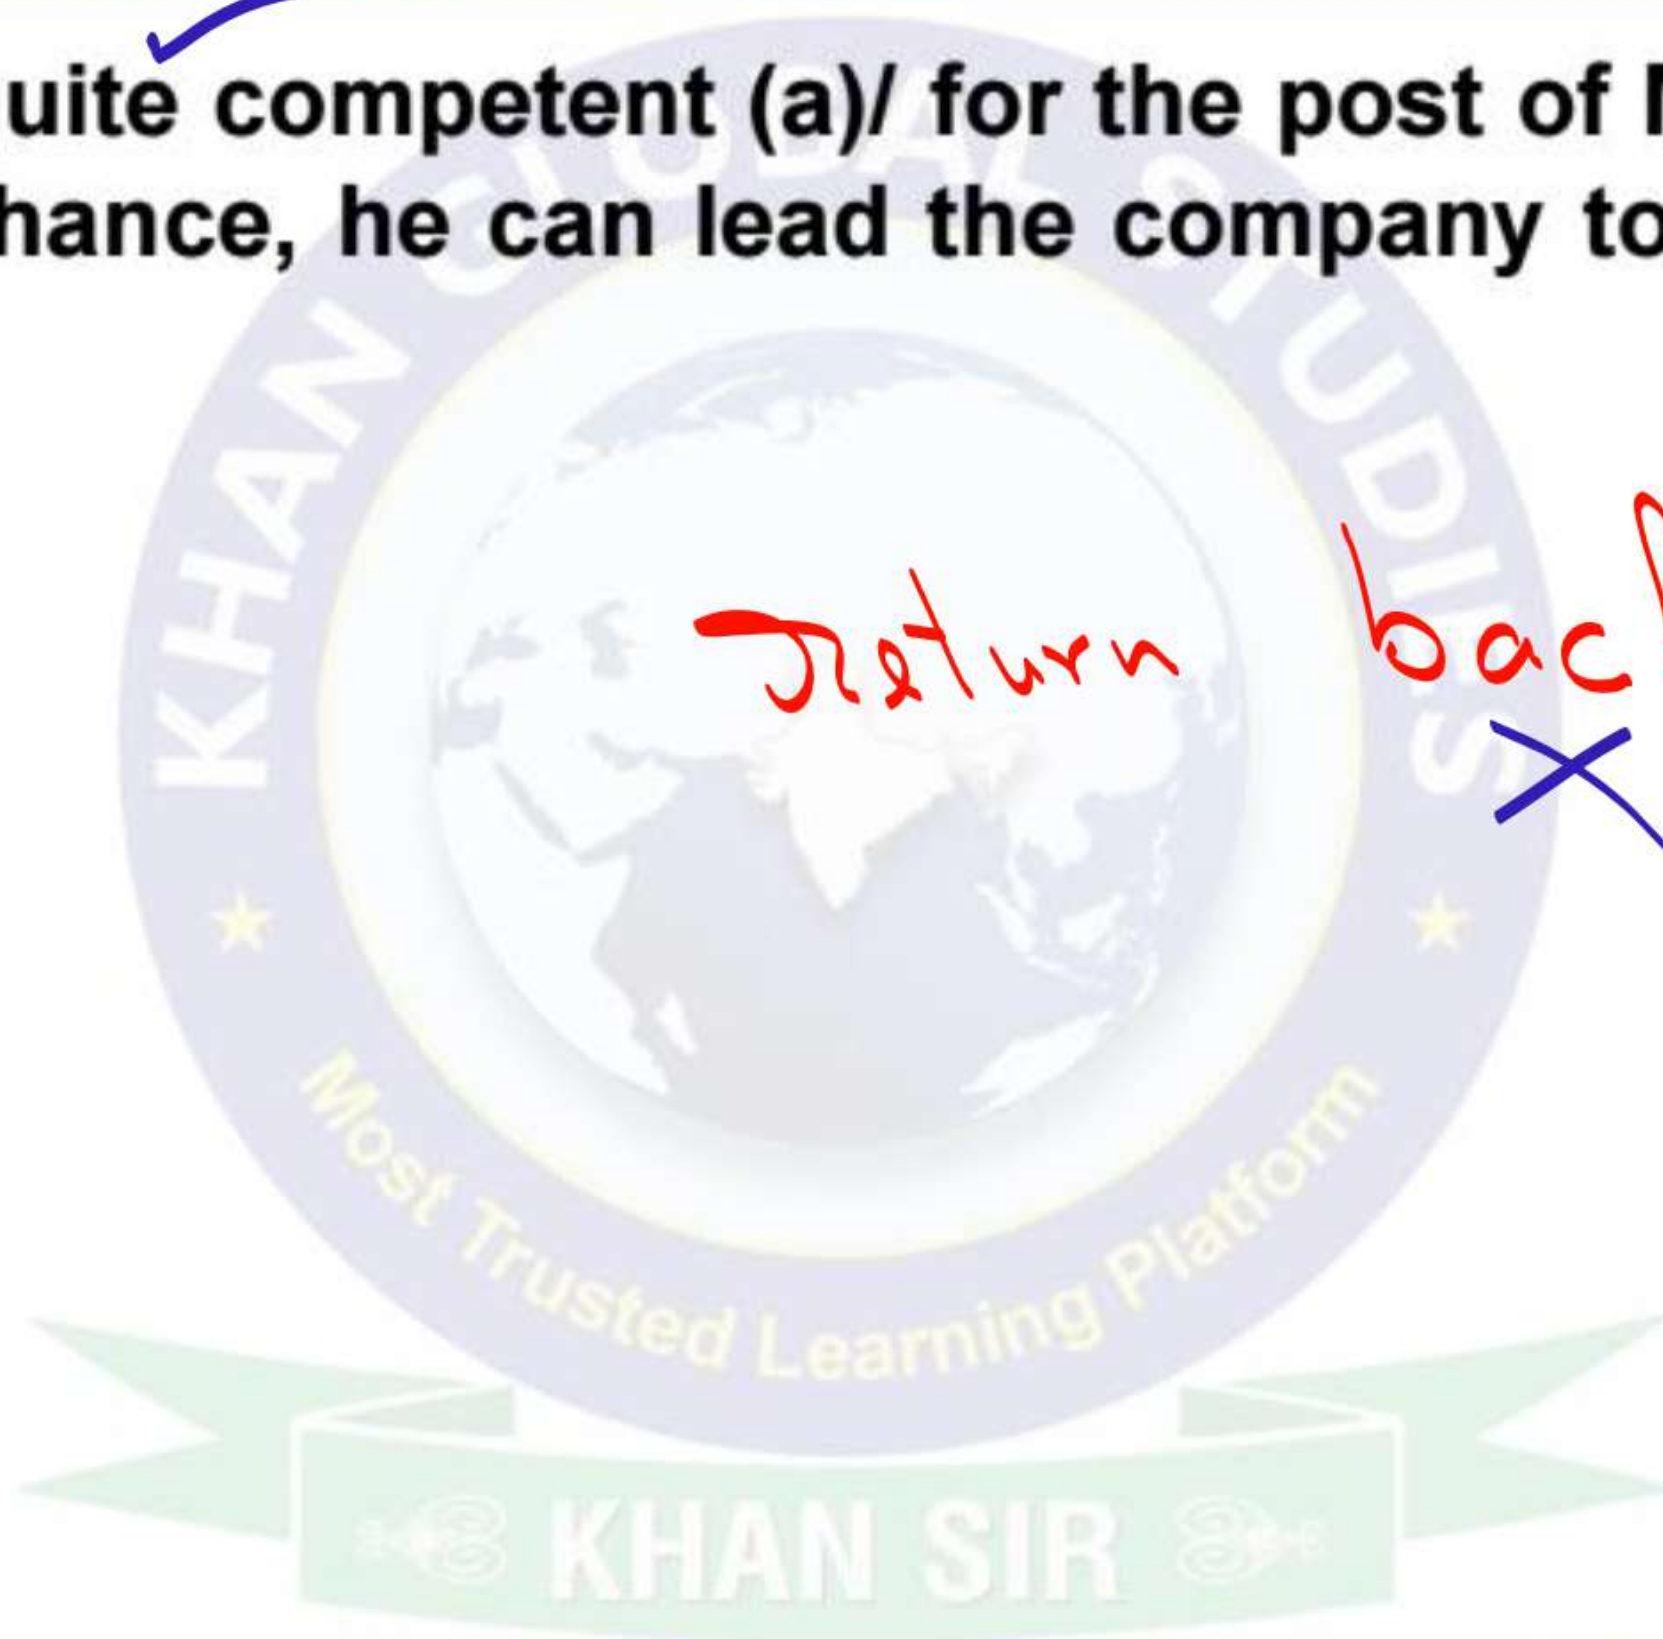 uite competent (a)/ for the post of
hance, he can lead the company to
Return
KHAN GLOBAL STUDIES
Most Trusted Learning Platform
KHAN SIR